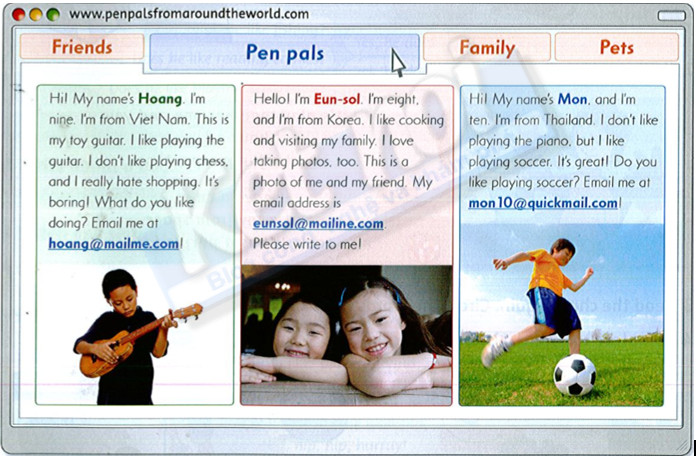 www.penpalsfromaroundtheworld.com
Friends
Pen pals
Family
Pets
Hi! My name's Hoang. I'm
nine. I'm from Viet Nam. This is
my toy guitar. I like playing the
guitar. I don't like playing chess,
and I really hate shopping. It's
boring! What do you like
doing? Email me at
hoang@mailme.com!
Hello! I'm Eun-sol. I'm eight,
and I'm from Korea. I like cooking
and visiting my family. I love
taking photos, too. This is a
photo of me and my friend. My
email address is
eunsol@mailine.com.
Please write to me!
Hi! My name's Mon, and I'm
ten. I'm from Thailand. I don't like
playing the piano, but I like
playing soccer. It's great! Do you
like playing soccer? Email me at
mon10@quickmail.com!